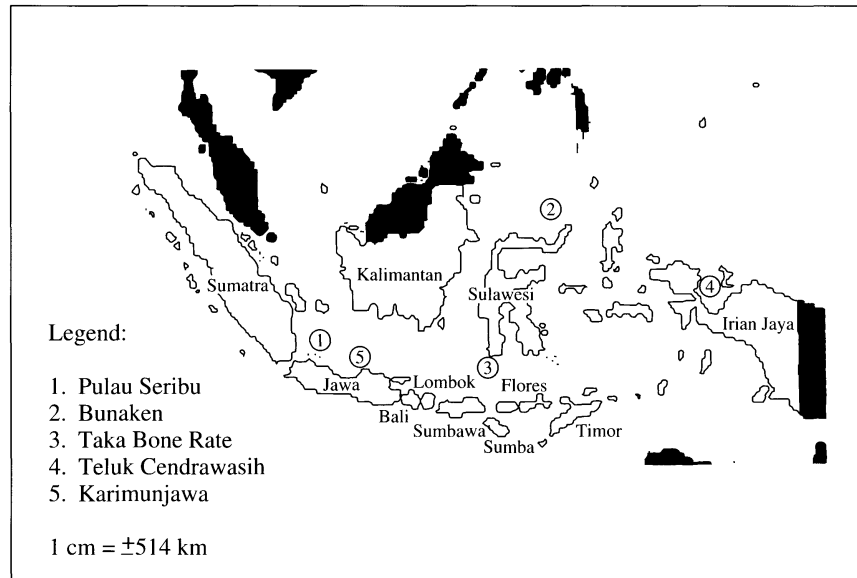 2
Kalimantan
4
Sumatra
Sulawesi
Irian Jaya
Legend:
1
5
3
1. Pulau Seribu
Jawa
Lombok
Flores
2. Bunaken
Bali
3. Taka Bone Rate
Sumbawa
Timor
Sumba
4. Teluk Cendrawasih
5. Karimunjawa
1 cm = ±514 km